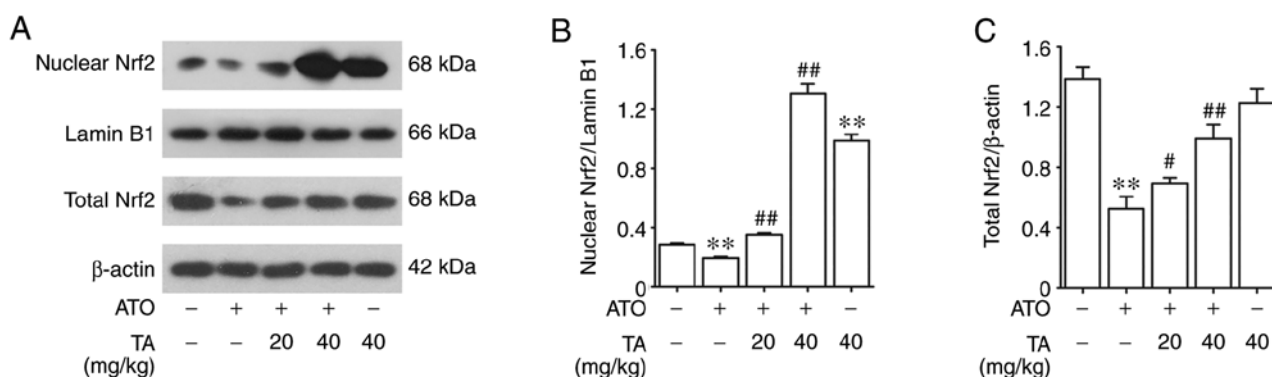 A
Nuclear Nrf2 68 kDa
Lamin B1 66 kDa
Total Nrf2 68 kDa
β-actin 42 kDa
ATO – + + + –
TA – – 20 40 40
(mg/kg)
B
Nuclear Nrf2/Lamin B1
1.6
1.2
0.8
0.4
0
**
##
##
**
ATO – + + + –
TA – – 20 40 40
(mg/kg)
C
Total Nrf2/β-actin
1.6
1.2
0.8
0.4
0
**
#
##
ATO – + + + –
TA – – 20 40 40
(mg/kg)